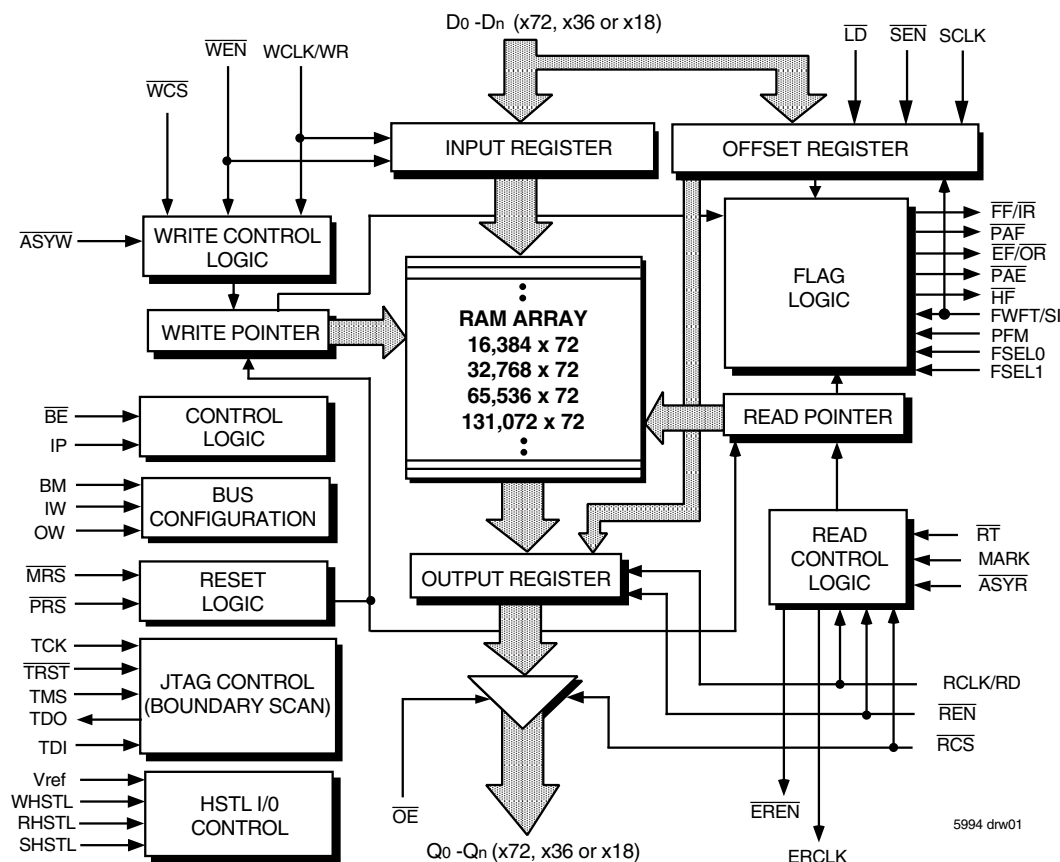 D0 -Dn (x72, x36 or x18)
WEN
WCLK/WR
LD
SEN
SCLK
WCS
INPUT REGISTER
OFFSET REGISTER
ASYW
WRITE CONTROL
LOGIC
FF/IR
PAF
EF/OR
PAE
HF
FWFT/SI
PFM
FSEL0
FSEL1
FLAG
LOGIC
WRITE POINTER
RAM ARRAY
16,384 x 72
32,768 x 72
65,536 x 72
131,072 x 72
READ POINTER
BE
IP
CONTROL
LOGIC
BM
IW
OW
BUS
CONFIGURATION
READ
CONTROL
LOGIC
RT
MARK
ASYR
MRS
PRS
RESET
LOGIC
OUTPUT REGISTER
TCK
TRST
TMS
TDO
TDI
JTAG CONTROL
(BOUNDARY SCAN)
RCLK/RD
REN
RCS
Vref
WHSTL
RHSTL
SHSTL
HSTL I/0
CONTROL
OE
EREN
5994 drw01
Q0 -Qn (x72, x36 or x18)
ERCLK